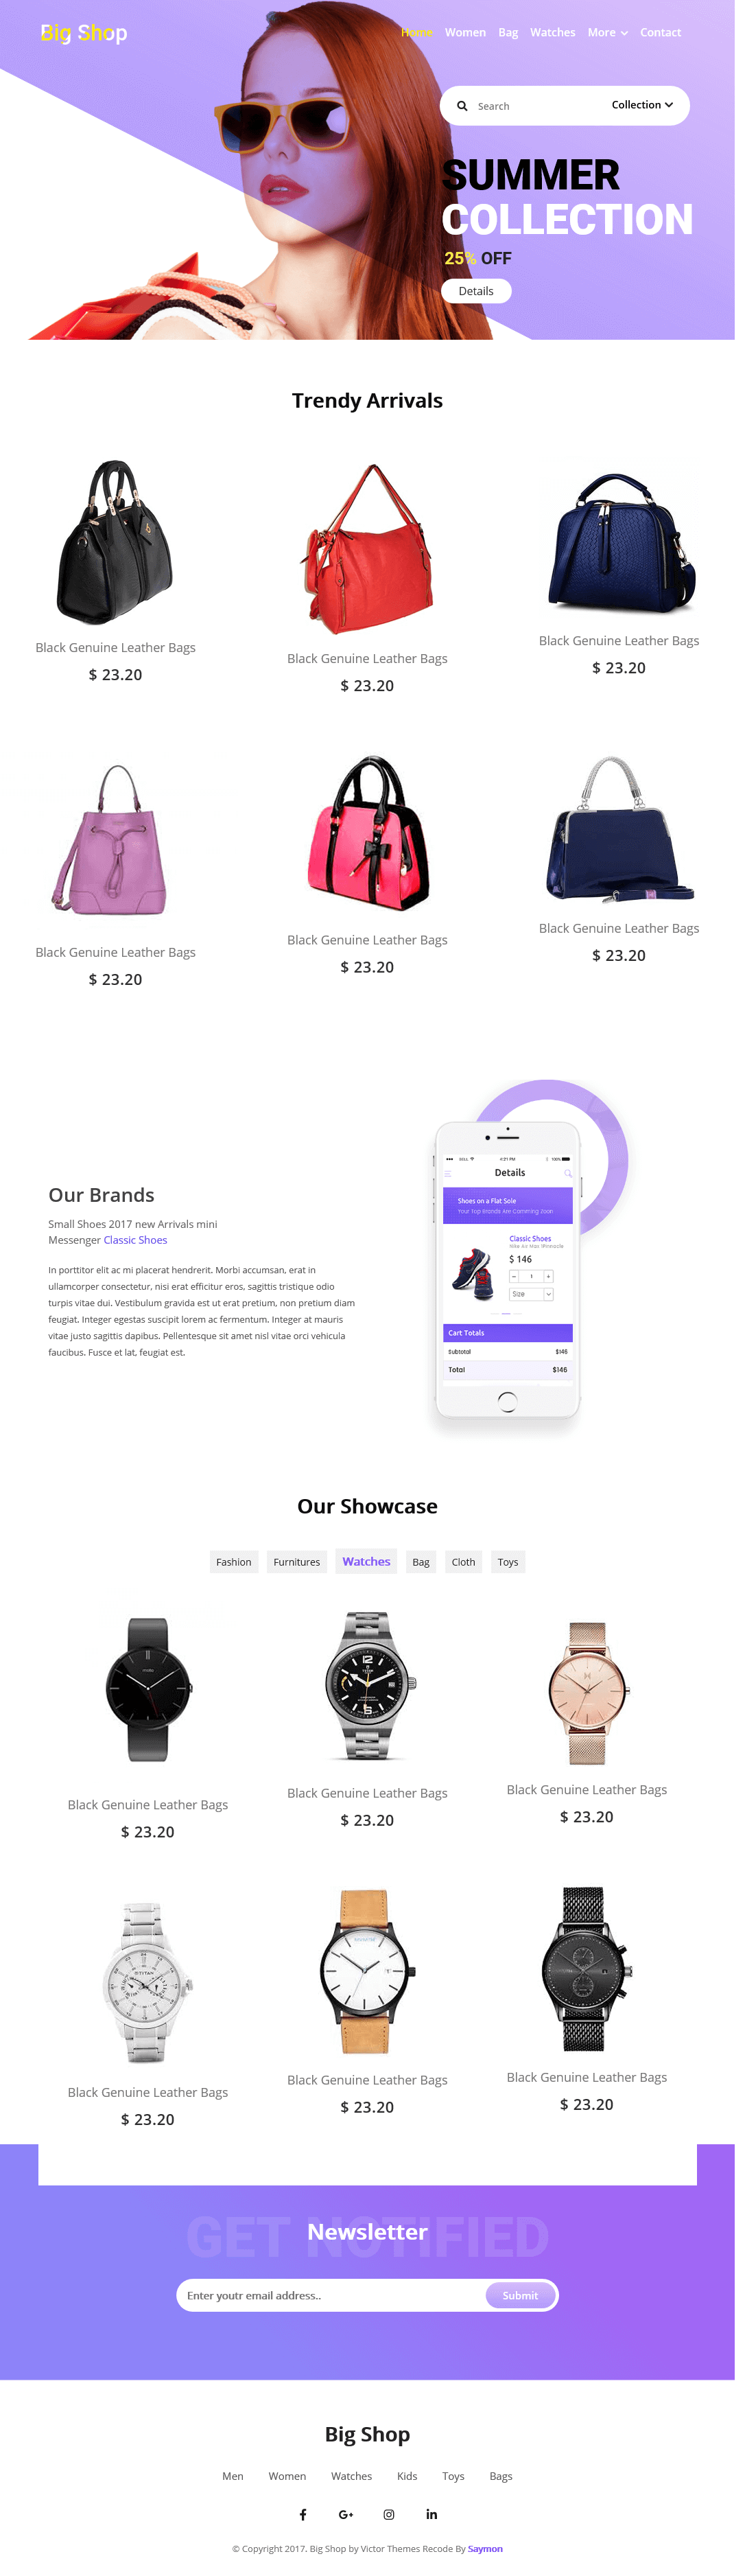 Big Shop
Home Women Bag Watches More Contact
Search Collection
SUMMER
COLLECTION
25% OFF
Details
Trendy Arrivals
Black Genuine Leather Bags
$ 23.20
Black Genuine Leather Bags
$ 23.20
Black Genuine Leather Bags
$ 23.20
Black Genuine Leather Bags
$ 23.20
Black Genuine Leather Bags
$ 23.20
Black Genuine Leather Bags
$ 23.20
Our Brands
Small Shoes 2017 new Arrivals mini
Messenger Classic Shoes
In porttitor elit ac mi placerat hendrerit. Morbi accumsan, erat in
ullamcorper consectetur, nisi erat efficitur eros, sagittis tristique odio
turpis vitae dui. Vestibulum gravida est ut erat pretium, non pretium diam
feugiat. Integer egestas suscipit lorem ac fermentum. Integer at mauris
vitae justo sagittis dapibus. Pellentesque sit amet nisl vitae orci vehicula
faucibus. Fusce et lat, feugiat est.
4:21 PM 100%
Details
Shoes on a Flat Sole
Your Top Brands Are Comming Soon
Classic Shoes
Nike Air Max 1Pinnacle
$ 146
1
Size
Cart Totals
Subtotal $146
Total $146
Our Showcase
Fashion Furnitures Watches Bag Cloth Toys
Black Genuine Leather Bags
$ 23.20
Black Genuine Leather Bags
$ 23.20
Black Genuine Leather Bags
$ 23.20
TITAN
Black Genuine Leather Bags
$ 23.20
Black Genuine Leather Bags
$ 23.20
Black Genuine Leather Bags
$ 23.20
GET NOTIFIED
Newsletter
Enter youtr email address.. Submit
Big Shop
Men Women Watches Kids Toys Bags
© Copyright 2017. Big Shop by Victor Themes Recode By Saymon